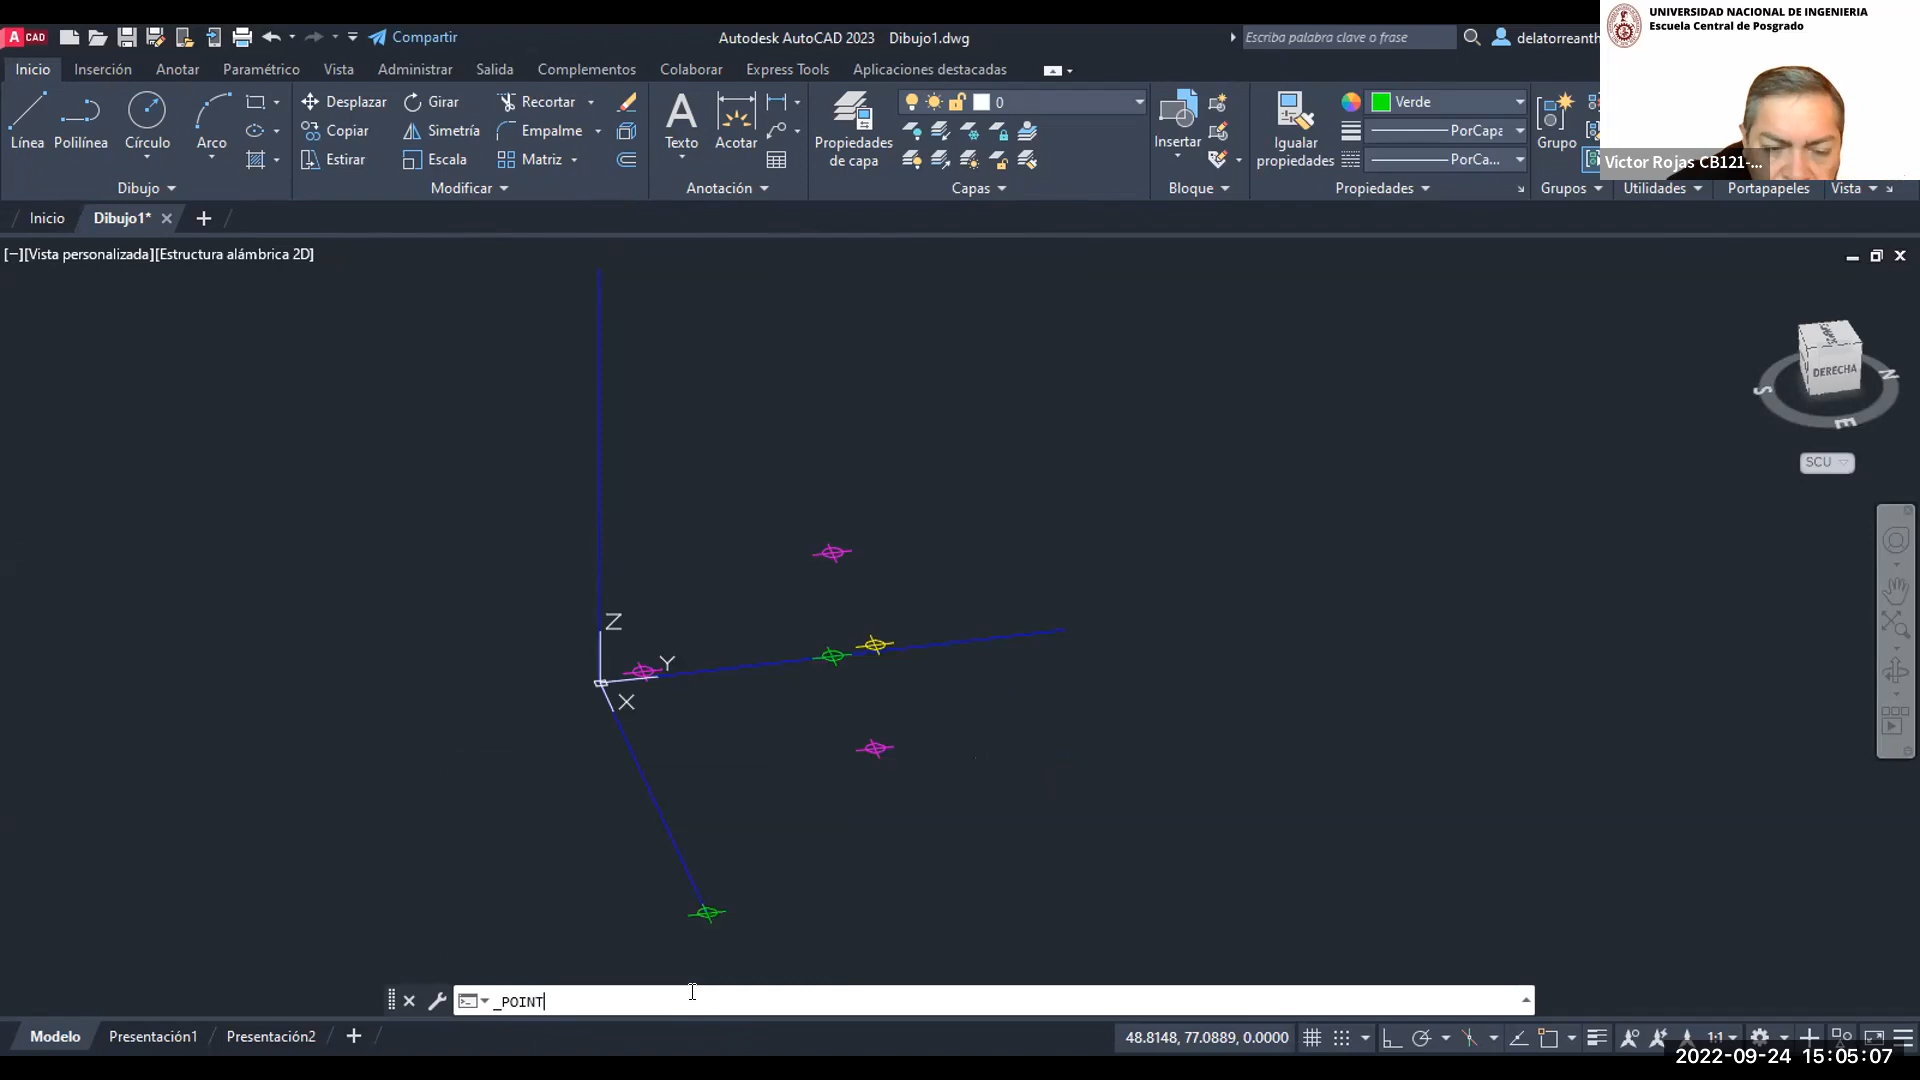 UNIVERSIDAD NACIONAL DE INGENIERIA
Escuela Central de Posgrado
A CAD
Compartir
Autodesk AutoCAD 2023 Dibujo1.dwg
Escriba palabra clave o frase
delatorreanth
Inicio Inserción Anotar Paramétrico Vista Administrar Salida Complementos Colaborar Express Tools Aplicaciones destacadas
Desplazar Girar Recortar
0
Verde
Copiar Simetría Empalme
PorCapa
Línea Polilínea Círculo Arco
Texto Acotar
Propiedades de capa
Insertar
Igualar propiedades
Grupo
Estirar Escala Matriz
PorCa...
Victor Rojas CB121-...
Dibujo Modificar Anotación Capas Bloque Propiedades Grupos Utilidades Portapapeles Vista
Inicio Dibujo1*
[−][Vista personalizada][Estructura alámbrica 2D]
DERECHA
S N
E
SCU
Z
Y
X
_POINT
Modelo Presentación1 Presentación2
48.8148, 77.0889, 0.0000
1:1
2022-09-24 15:05:07